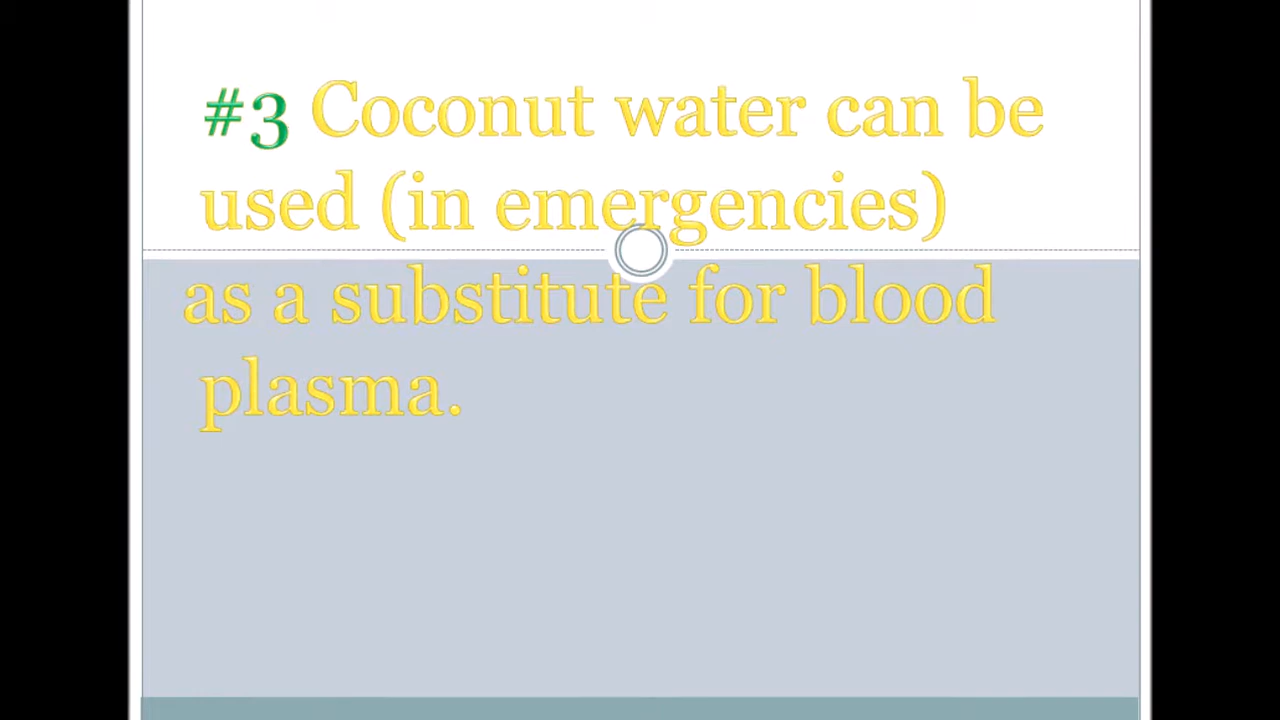 #3 Coconut water can be
used (in emergencies)
as a substitute for blood
plasma.